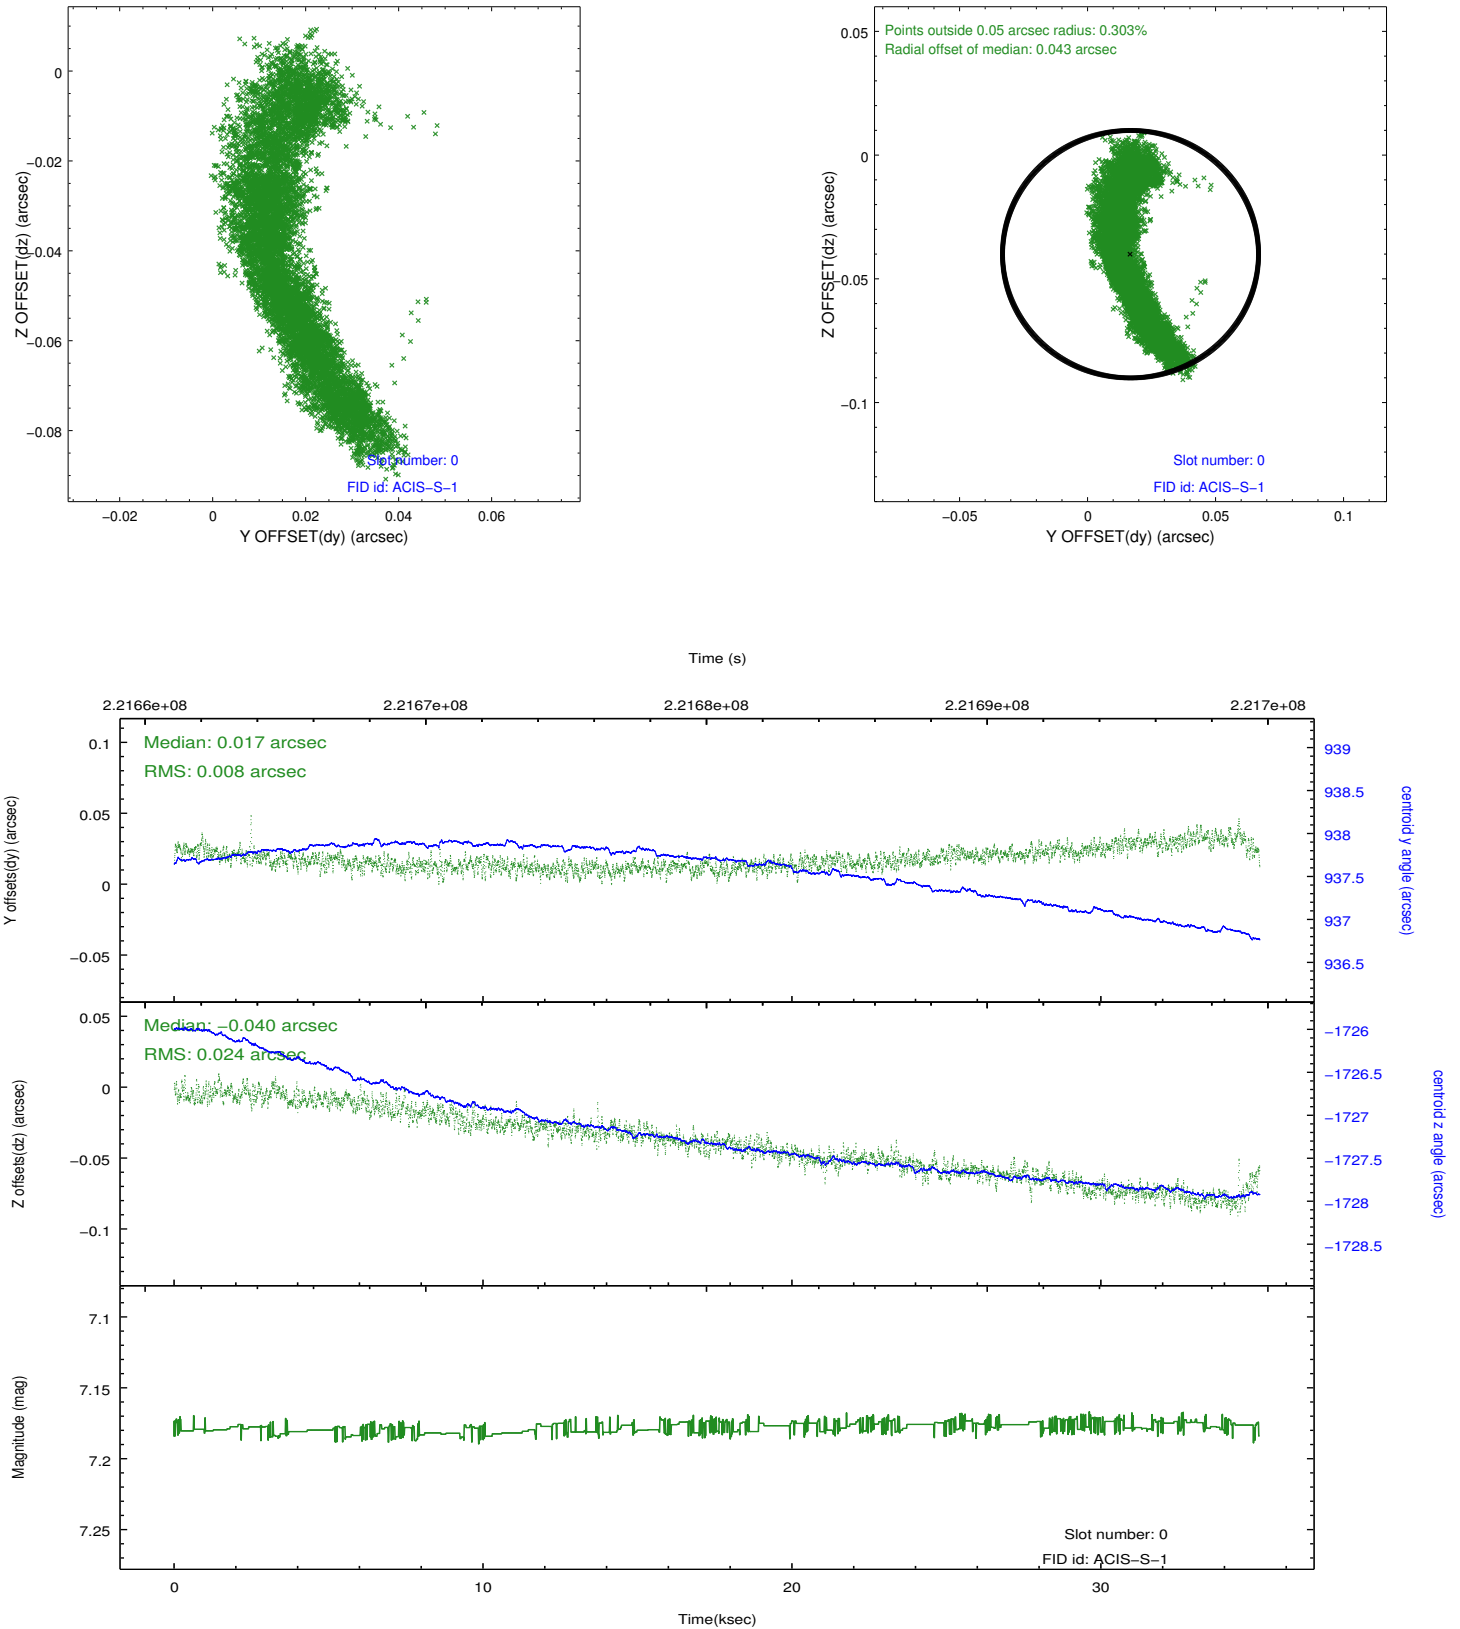 0
−0.02
−0.04
−0.06
−0.08
Z OFFSET(dz) (arcsec)
Slot number: 0
FID id: ACIS−S−1
−0.02 0 0.02 0.04 0.06
Y OFFSET(dy) (arcsec)
Points outside 0.05 arcsec radius: 0.303%
Radial offset of median: 0.043 arcsec
0.05
0
−0.05
−0.1
Z OFFSET(dz) (arcsec)
Slot number: 0
FID id: ACIS−S−1
−0.05 0 0.05 0.1
Y OFFSET(dy) (arcsec)
Time (s)
2.2166e+08 2.2167e+08 2.2168e+08 2.2169e+08 2.217e+08
Median: 0.017 arcsec
RMS: 0.008 arcsec
0.1
0.05
0
−0.05
Y offsets(dy) (arcsec)
939
938.5
938
937.5
937
936.5
centroid y angle (arcsec)
Median: −0.040 arcsec
RMS: 0.024 arcsec
0.05
0
−0.05
−0.1
Z offsets(dz) (arcsec)
−1726
−1726.5
−1727
−1727.5
−1728
−1728.5
centroid z angle (arcsec)
7.1
7.15
7.2
7.25
Magnitude (mag)
Slot number: 0
FID id: ACIS−S−1
0 10 20 30
Time(ksec)